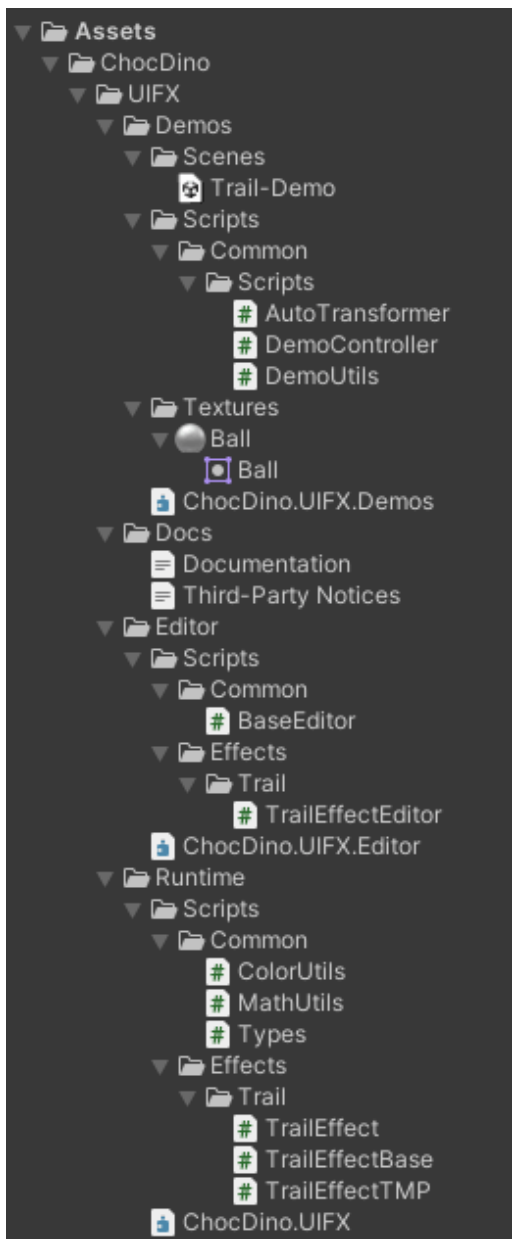 Assets
ChocDino
UIFX
Demos
Scenes
Trail-Demo
Scripts
Common
Scripts
AutoTransformer
DemoController
DemoUtils
Textures
Ball
Ball
ChocDino.UIFX.Demos
Docs
Documentation
Third-Party Notices
Editor
Scripts
Common
BaseEditor
Effects
Trail
TrailEffectEditor
ChocDino.UIFX.Editor
Runtime
Scripts
Common
ColorUtils
MathUtils
Types
Effects
Trail
TrailEffect
TrailEffectBase
TrailEffectTMP
ChocDino.UIFX